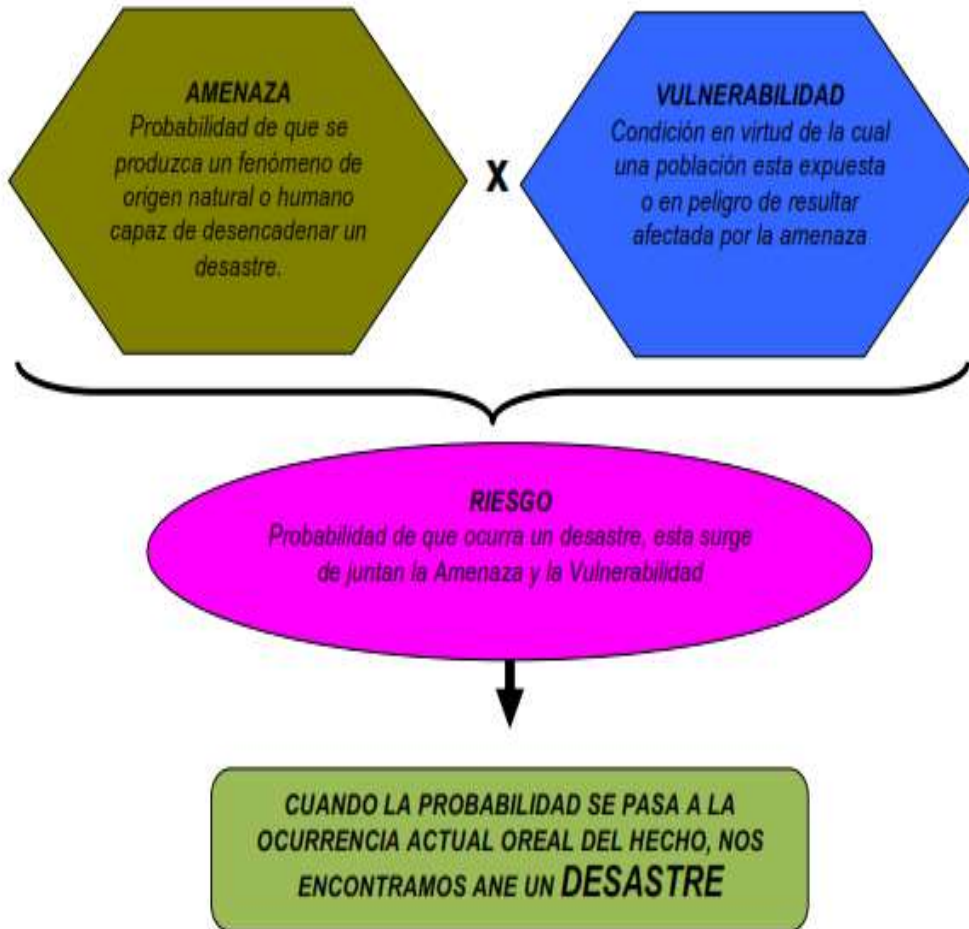 AMENAZA
Probabilidad de que se
produzca un fenómeno de
origen natural o humano
capaz de desencadenar un
desastre.
X
VULNERABILIDAD
Condición en virtud de la cual
una población esta expuesta
o en peligro de resultar
afectada por la amenaza
RIESGO
Probabilidad de que ocurra un desastre, esta surge
de juntan la Amenaza y la Vulnerabilidad
CUANDO LA PROBABILIDAD SE PASA A LA
OCURRENCIA ACTUAL OREAL DEL HECHO, NOS
ENCONTRAMOS ANE UN DESASTRE